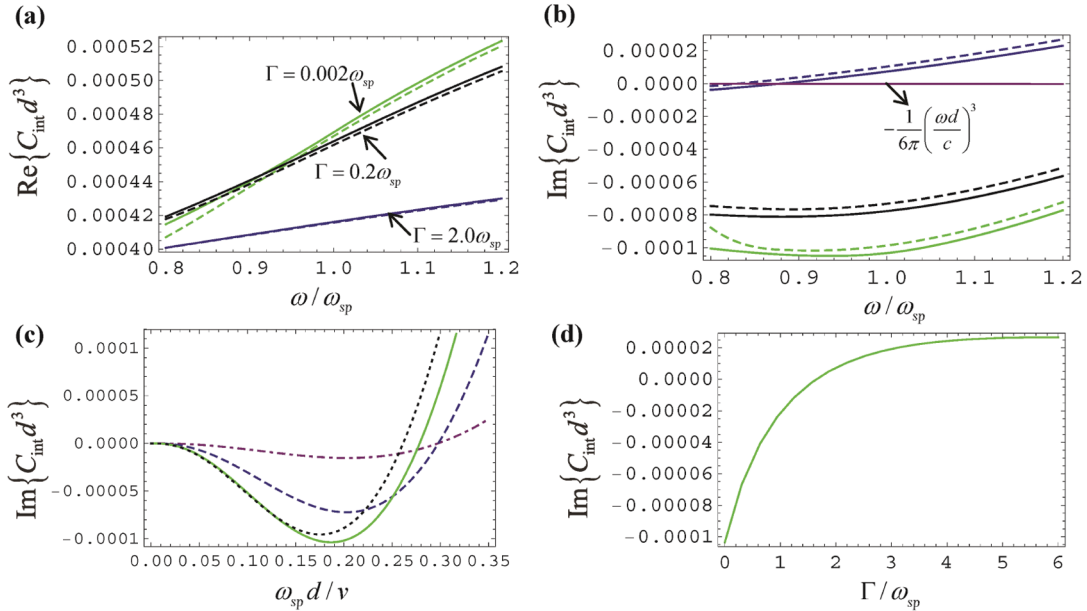 (a)
Re{C_int d³}
0.00052
0.00050
0.00048
0.00046
0.00044
0.00042
0.00040
Γ = 0.002ω_sp
Γ = 0.2ω_sp
Γ = 2.0ω_sp
0.8 0.9 1.0 1.1 1.2
ω / ω_sp
(b)
Im{C_int d³}
0.00002
0.0000
-0.00002
-0.00004
-0.00006
-0.00008
-0.0001
-1/6π (ωd/c)³
0.8 0.9 1.0 1.1 1.2
ω / ω_sp
(c)
Im{C_int d³}
0.0001
0.00005
0.0000
-0.00005
-0.0001
0.00 0.05 0.10 0.15 0.20 0.25 0.30 0.35
ω_sp d / v
(d)
Im{C_int d³}
0.00002
0.0000
-0.00002
-0.00004
-0.00006
-0.00008
-0.0001
0 1 2 3 4 5 6
Γ / ω_sp